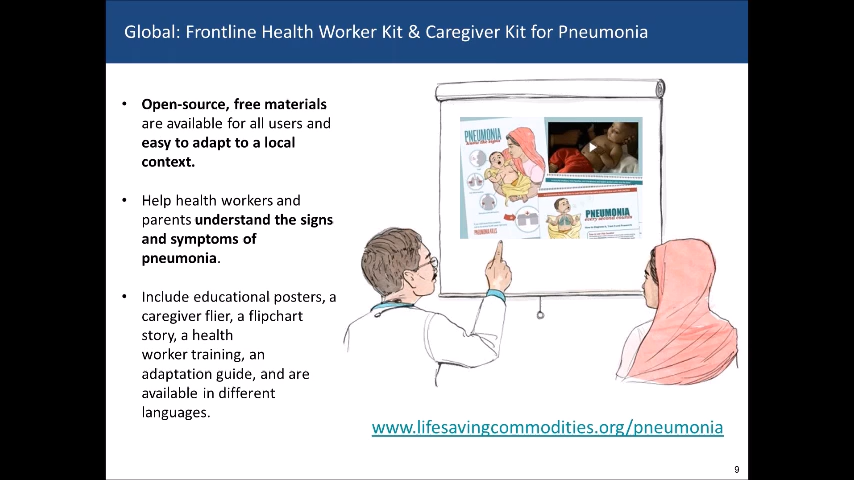 Global: Frontline Health Worker Kit & Caregiver Kit for Pneumonia
• Open-source, free materials
are available for all users and
easy to adapt to a local
context.
• Help health workers and
parents understand the signs
and symptoms of
pneumonia.
• Include educational posters, a
caregiver flier, a flipchart
story, a health
worker training, an
adaptation guide, and are
available in different
languages.
PNEUMONIA
PNEUMONIA
PNEUMONIA KILLS
www.lifesavingcommodities.org/pneumonia
9